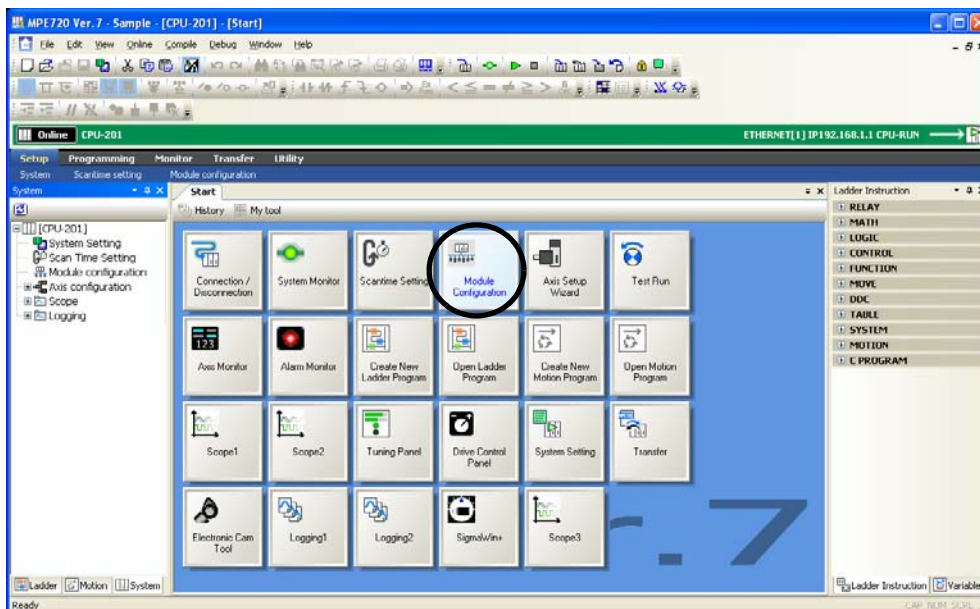 MPE720 Ver. 7 - Sample - [CPU-201] - [Start]
File Edit View Online Compile Debug Window Help
Online CPU-201
ETHERNET[1] IP192.168.1.1 CPU-RUN
Setup Programming Monitor Transfer Utility
System Scantime setting Module configuration
System
Start
Ladder Instruction
History My tool
[CPU-201]
System Setting
Scan Time Setting
Module configuration
Axis configuration
Scope
Logging
Connection / Disconnection
System Monitor
Scantime Setting
Module Configuration
Axis Setup Wizard
Test Run
123
Axis Monitor
Alarm Monitor
Create New Ladder Program
Open Ladder Program
Create New Motion Program
Open Motion Program
Scope1
Scope2
Tuning Panel
Drive Control Panel
System Setting
Transfer
Electronic Cam Tool
Logging1
Logging2
SigmaWin+
Scope3
r.7
RELAY
MATH
LOGIC
CONTROL
FUNCTION
MOVE
DDC
TABLE
SYSTEM
MOTION
C PROGRAM
Ladder Motion System
Ladder Instruction Variable
Ready
CAP NUM SCRL